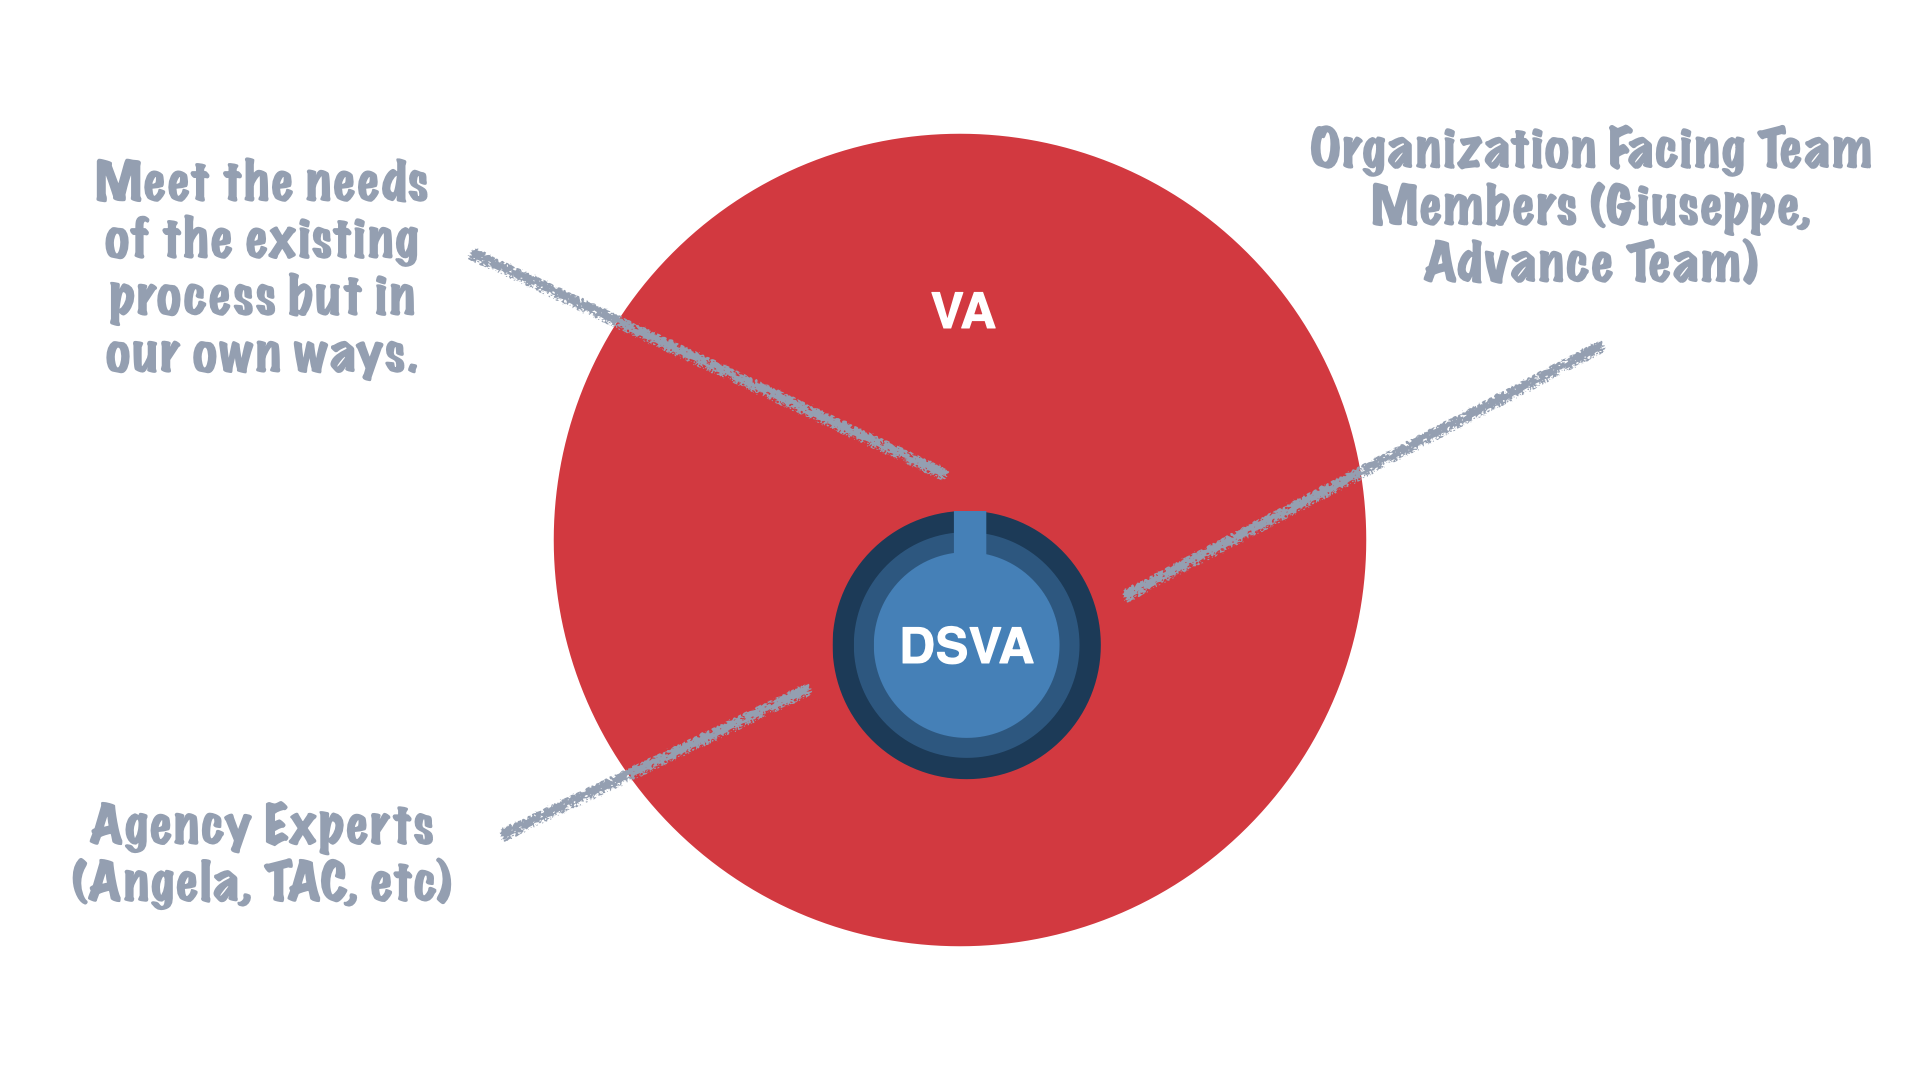 Meet the needs
of the existing
process but in
our own ways.
Organization Facing Team
Members (Giuseppe,
Advance Team)
VA
DSVA
Agency Experts
(Angela, TAC, etc)